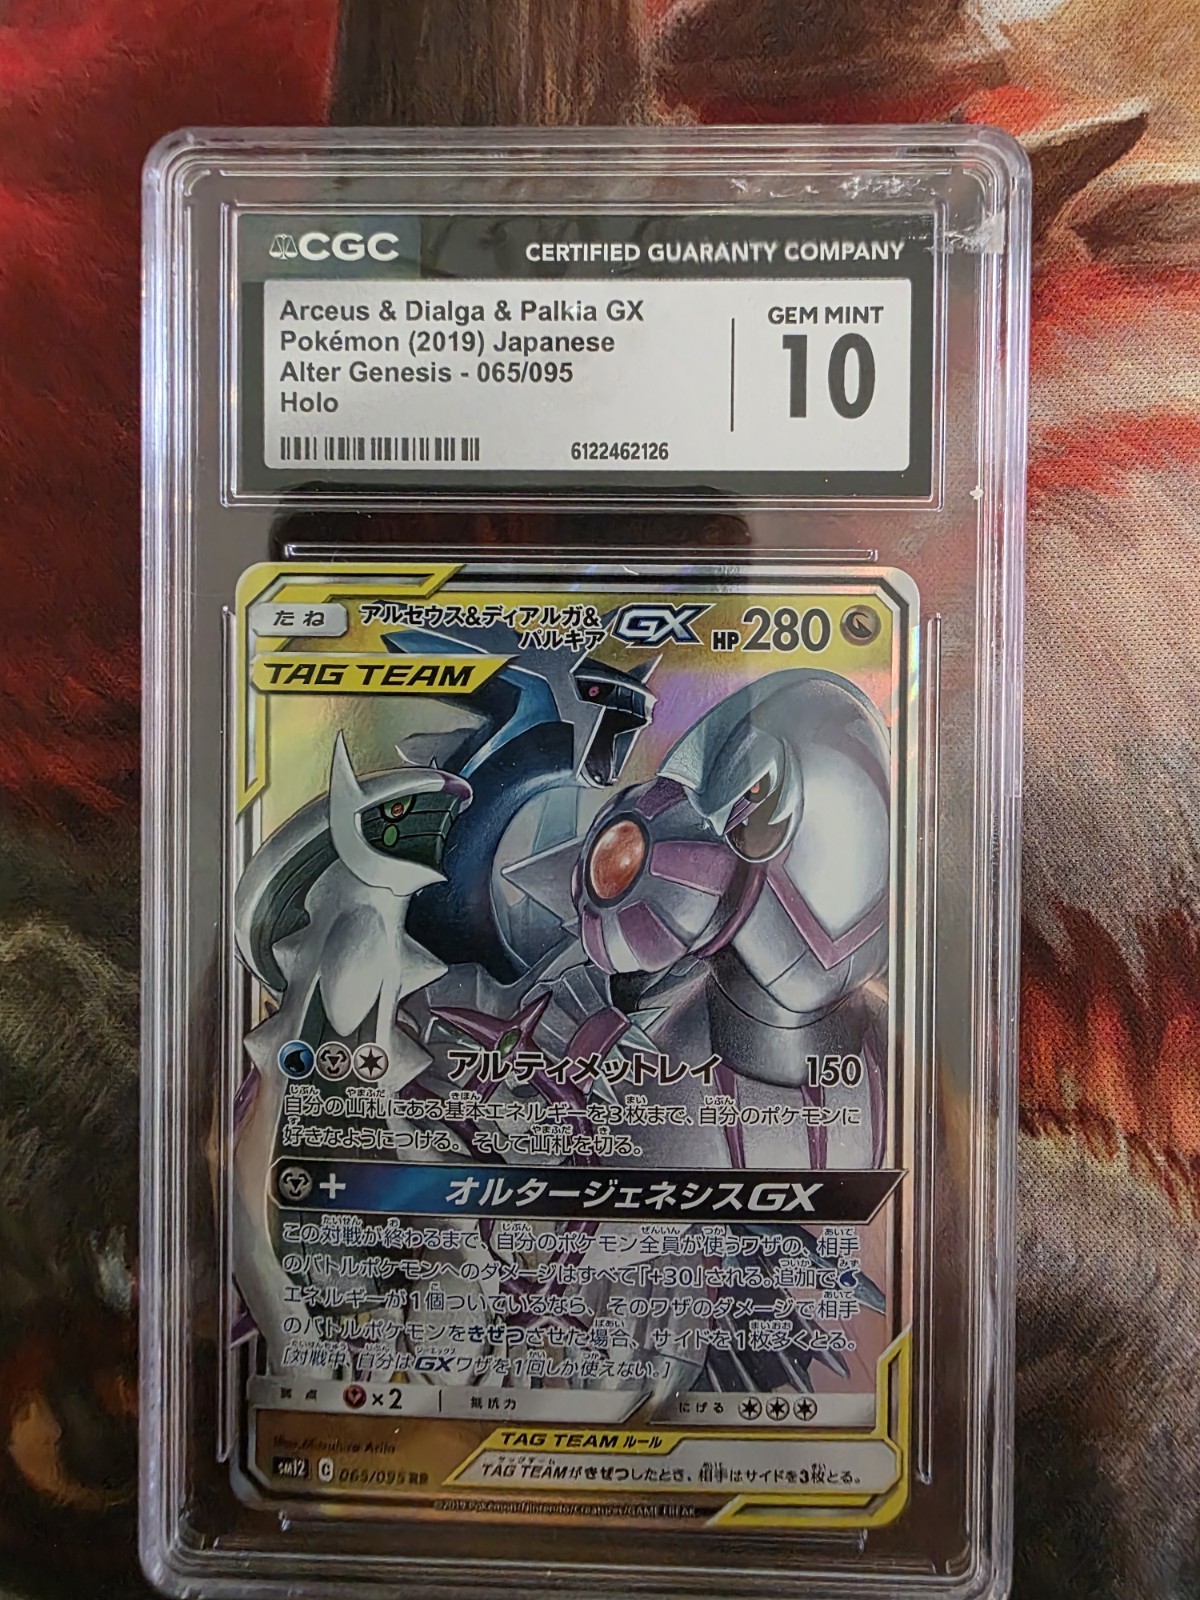 CGC
CERTIFIED GUARANTY COMPANY
Arceus & Dialga & Palkia GX
Pokémon (2019) Japanese
Alter Genesis - 065/095
Holo
GEM MINT
10
6122462126
たね
アルセウス&ディアルガ&
パルキア
GX
HP280
TAG TEAM
アルティメットレイ 150
自分の山札にある基本エネルギーを3枚まで、自分のポケモンに
好きなようにつける。そして山札を切る。
+ オルタージェネシスGX
この対戦が終わるまで、自分のポケモン全員が使うワザの、相手
のバトルポケモンへのダメージはすべて「+30」される。追加で
エネルギーが1個ついているなら、そのワザのダメージで相手
のバトルポケモンをきぜつさせた場合、サイドを1枚多くとる。
[対戦中、自分はGXワザを1回しか使えない。]
弱点 ×2 抵抗力 にげる
Illus. Mitsuhiro Arita
SM12 C 065/095 RR
TAG TEAM ルール
TAG TEAMがきぜつしたとき、相手はサイドを3枚とる。
©2019 Pokémon/Nintendo/Creatures/GAME FREAK.